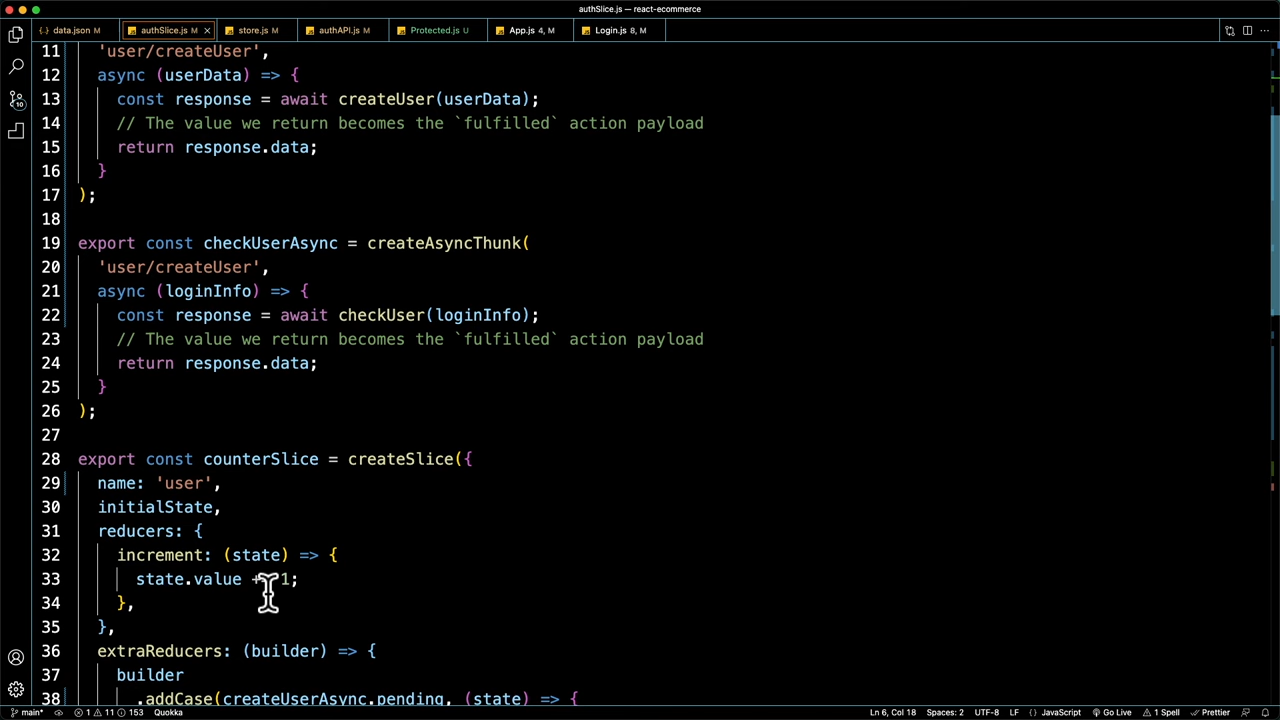 authSlice.js — react-ecommerce
{ } data.json M
authSlice.js M
store.js M
authAPI.js M
Protected.js U
App.js 4, M
Login.js 8, M
11 'user/createUser',
12 async (userData) => {
13 const response = await createUser(userData);
14 // The value we return becomes the `fulfilled` action payload
15 return response.data;
16 }
17 );
18
19 export const checkUserAsync = createAsyncThunk(
20 'user/createUser',
21 async (loginInfo) => {
22 const response = await checkUser(loginInfo);
23 // The value we return becomes the `fulfilled` action payload
24 return response.data;
25 }
26 );
27
28 export const counterSlice = createSlice({
29 name: 'user',
30 initialState,
31 reducers: {
32 increment: (state) => {
33 state.value + 1;
34 },
35 },
36 extraReducers: (builder) => {
37 builder
38 .addCase(createUserAsync.pending, (state) => {
10
main* 1 11 153 Quokka Ln 6, Col 18 Spaces: 2 UTF-8 LF { } JavaScript Go Live 1 Spell Prettier